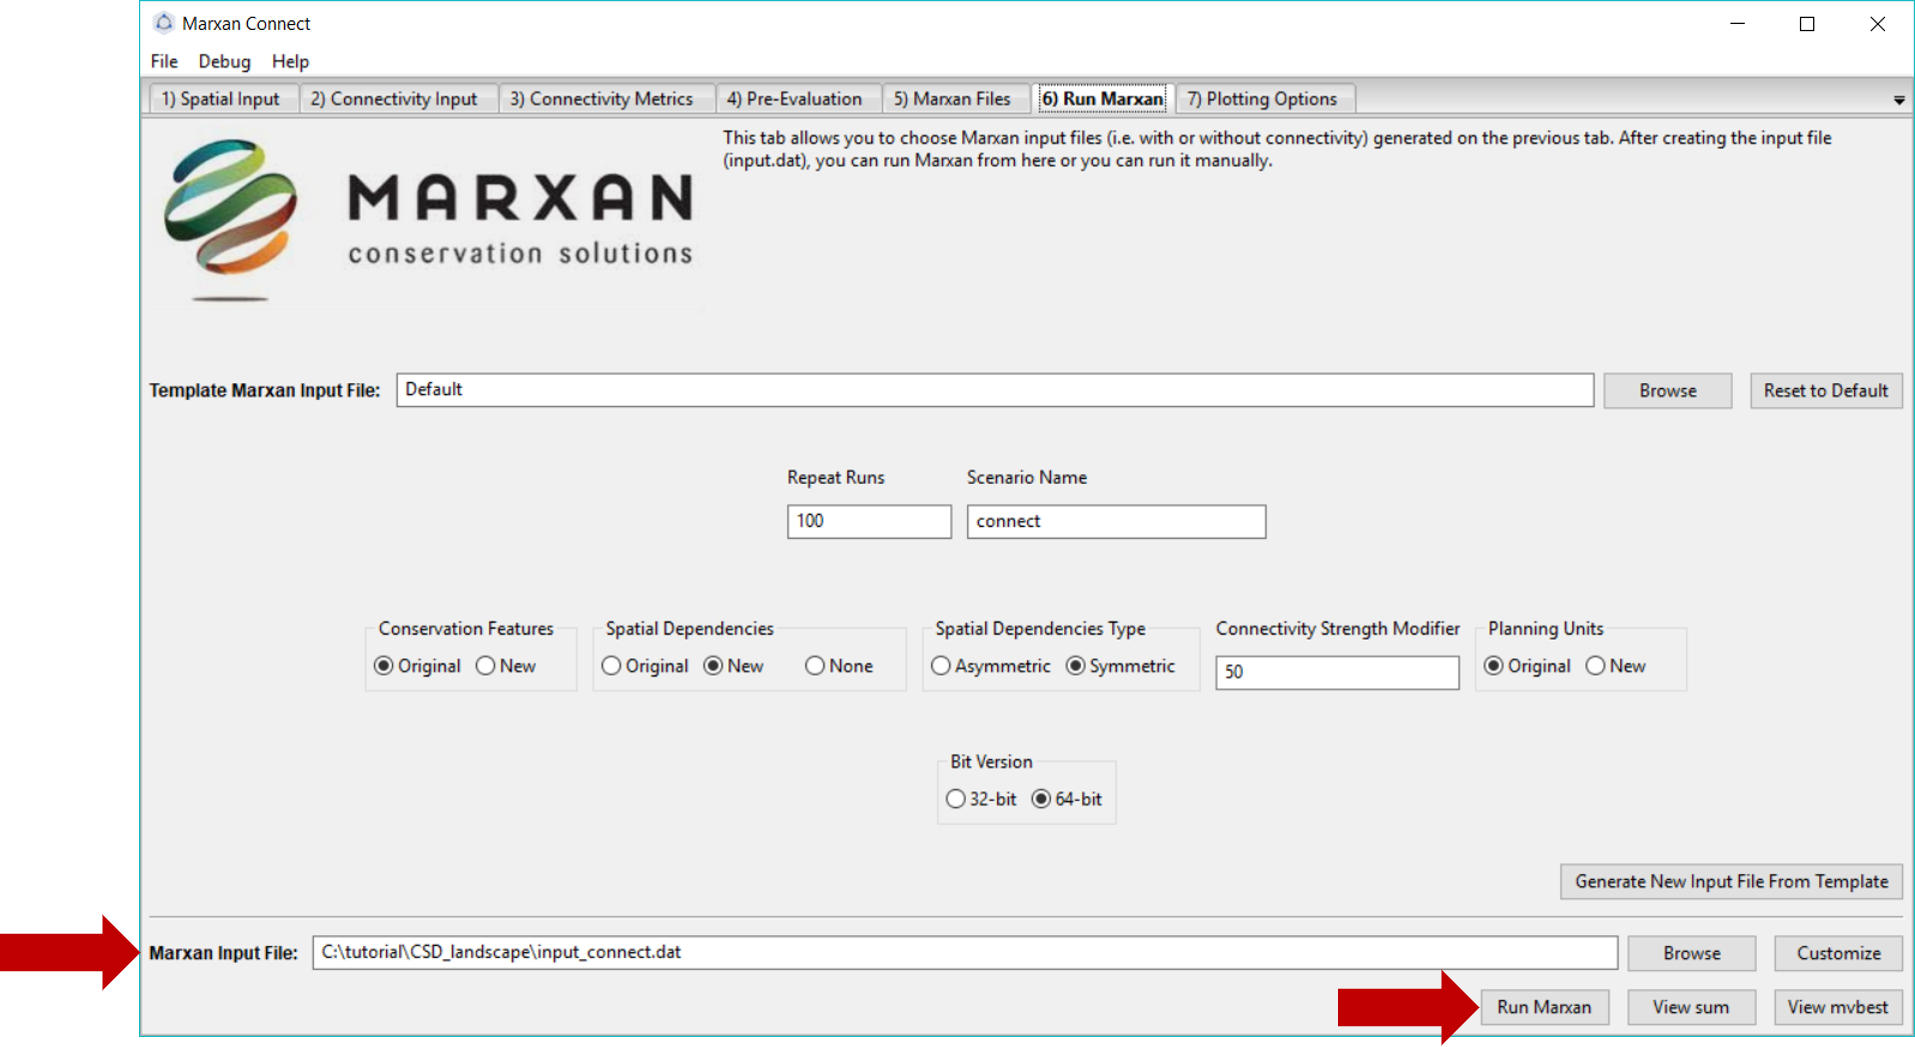 Marxan Connect
File Debug Help
1) Spatial Input 2) Connectivity Input 3) Connectivity Metrics 4) Pre-Evaluation 5) Marxan Files 6) Run Marxan 7) Plotting Options
This tab allows you to choose Marxan input files (i.e. with or without connectivity) generated on the previous tab. After creating the input file
(input.dat), you can run Marxan from here or you can run it manually.
MARXAN
conservation solutions
Template Marxan Input File: Default Browse Reset to Default
Repeat Runs Scenario Name
100 connect
Conservation Features Spatial Dependencies Spatial Dependencies Type Connectivity Strength Modifier Planning Units
Original New Original New None Asymmetric Symmetric 50 Original New
Bit Version
32-bit 64-bit
Generate New Input File From Template
Marxan Input File: C:\tutorial\CSD_landscape\input_connect.dat Browse Customize
Run Marxan View sum View mvbest